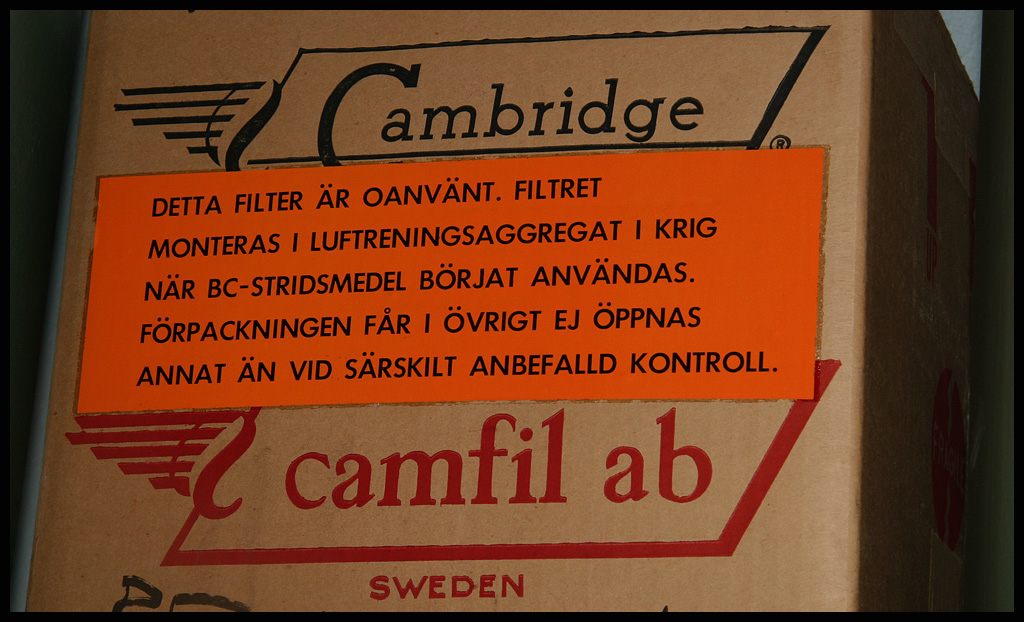 Cambridge ®
DETTA FILTER ÄR OANVÄNT. FILTRET
MONTERAS I LUFTRENINGSAGGREGAT I KRIG
NÄR BC-STRIDSMEDEL BÖRJAT ANVÄNDAS.
FÖRPACKNINGEN FÅR I ÖVRIGT EJ ÖPPNAS
ANNAT ÄN VID SÄRSKILT ANBEFALLD KONTROLL.
camfil ab
SWEDEN